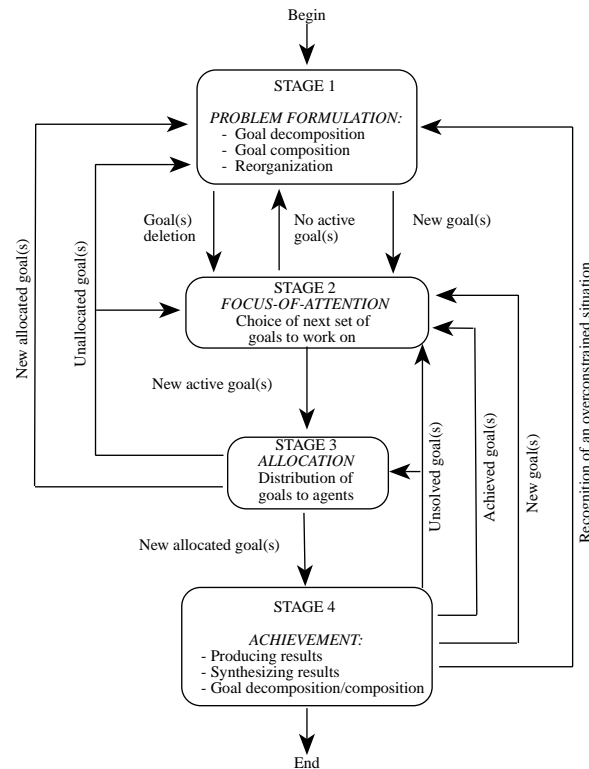 Begin
STAGE 1
PROBLEM FORMULATION:
- Goal decomposition
- Goal composition
- Reorganization
Goal(s)
deletion
No active
goal(s)
New goal(s)
STAGE 2
FOCUS-OF-ATTENTION
Choice of next set of
goals to work on
New active goal(s)
STAGE 3
ALLOCATION
Distribution of
goals to agents
New allocated goal(s)
STAGE 4
ACHIEVEMENT:
- Producing results
- Synthesizing results
- Goal decomposition/composition
End
New allocated goal(s)
Unallocated goal(s)
Unsolved goal(s)
Achieved goal(s)
New goal(s)
Recognition of an overconstrained situation